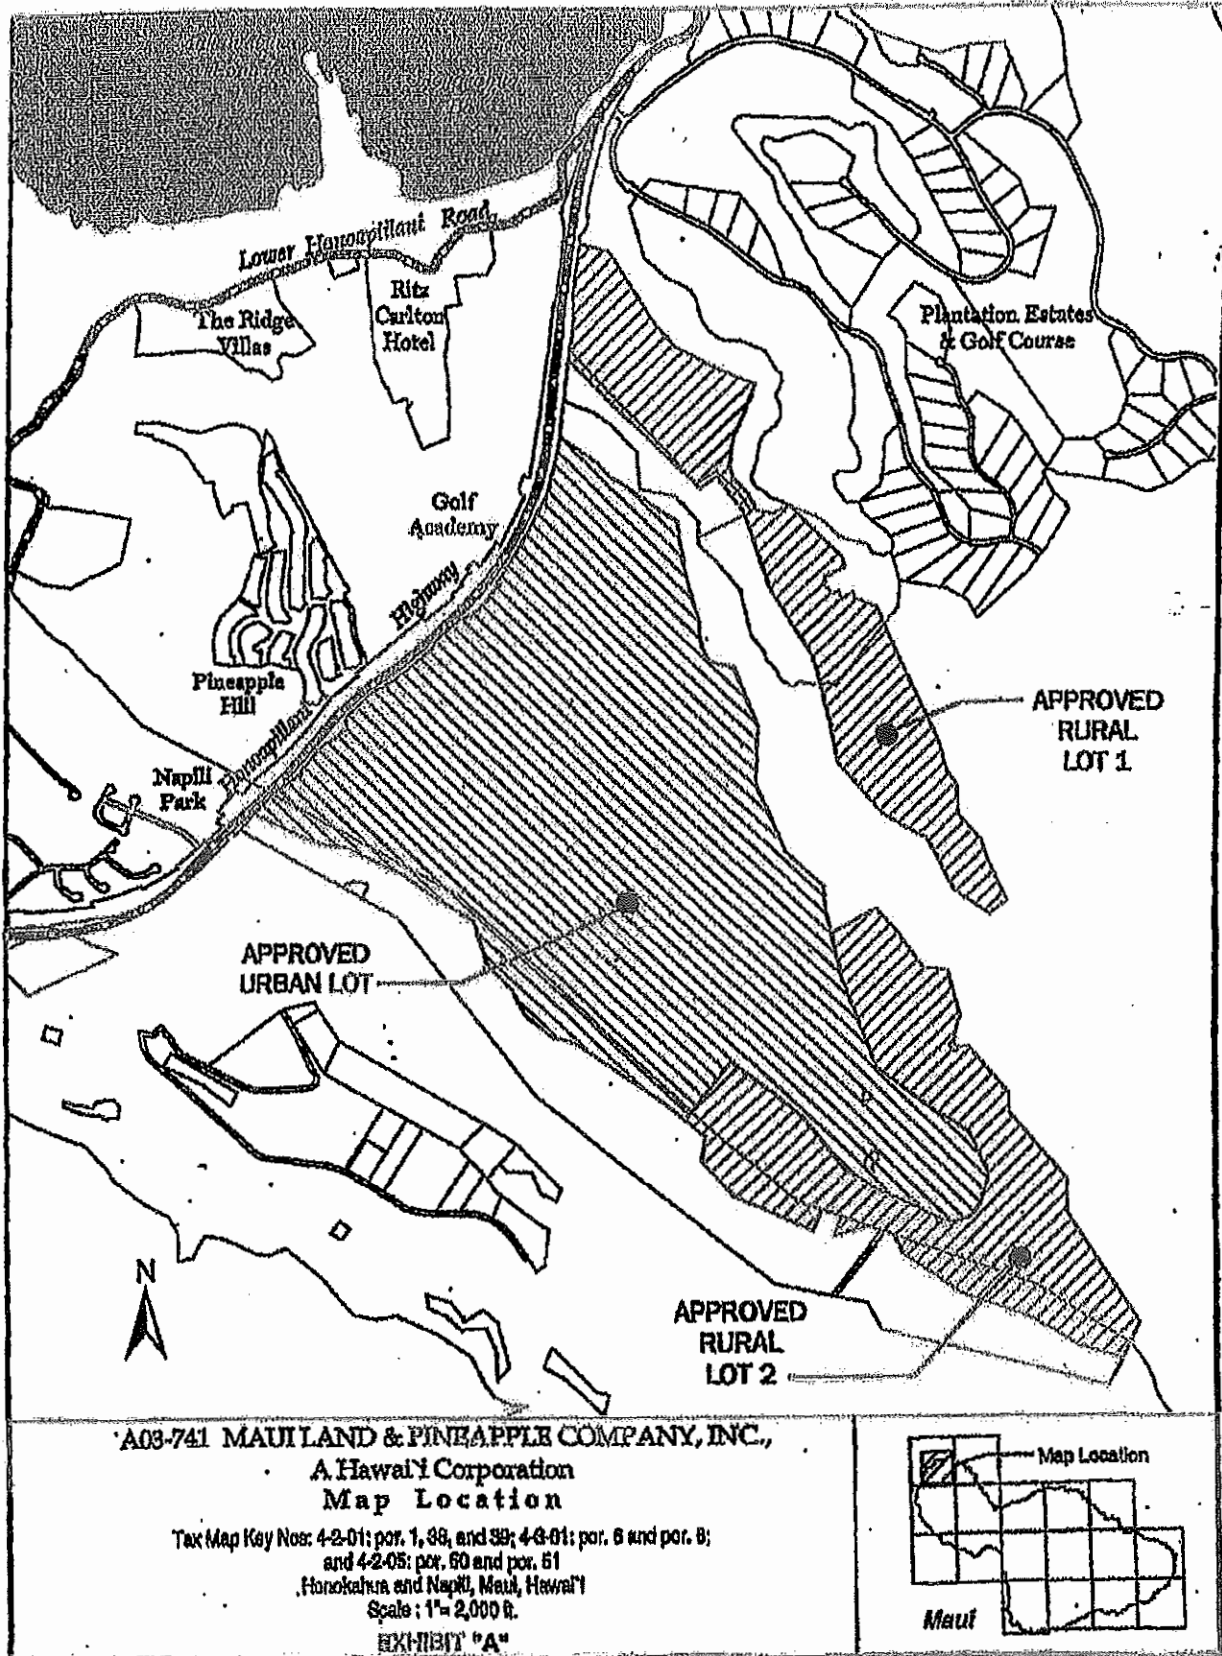 Lower Honoapiilani Road
The Ridge
Villas
Ritz
Carlton
Hotel
Plantation Estates
& Golf Course
Golf
Academy
Honoapiilani Highway
Pineapple
Hill
Napili
Park
APPROVED
RURAL
LOT 1
APPROVED
URBAN LOT
APPROVED
RURAL
LOT 2
N
A03-741 MAUI LAND & PINEAPPLE COMPANY, INC.,
A Hawai'i Corporation
Map Location
Tax Map Key Nos: 4-2-01: por. 1, 38, and 39; 4-3-01: por. 6 and por. 8;
and 4-2-05: por. 50 and por. 51
Honokahua and Napili, Maui, Hawai'i
Scale : 1"= 2,000 ft.
EXHIBIT "A"
Map Location
Maui